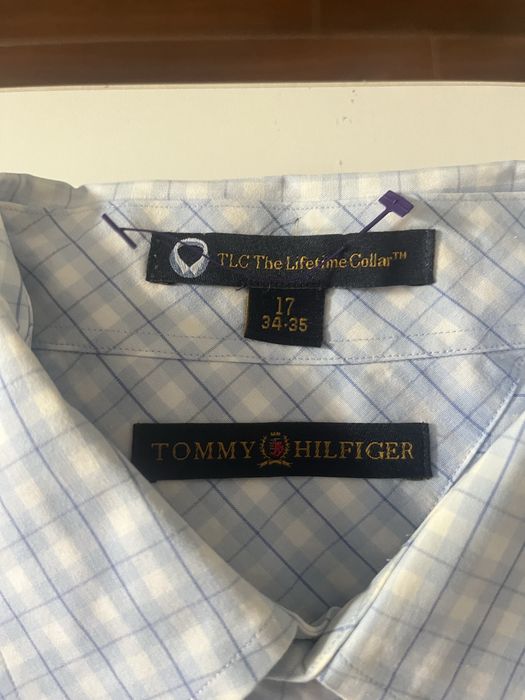 TLC The Lifetime Collar™
17
34-35
TOMMY HILFIGER